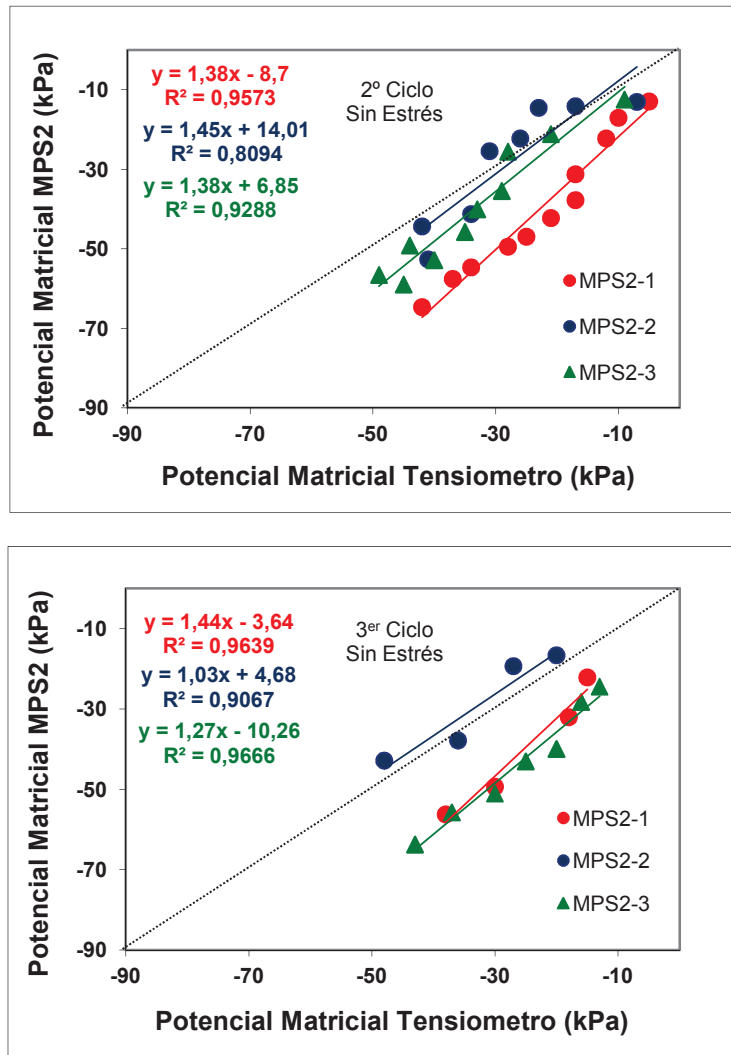 Potencial Matricial MPS2 (kPa)
-10
-30
-50
-70
-90
y = 1,38x - 8,7
R² = 0,9573
y = 1,45x + 14,01
R² = 0,8094
y = 1,38x + 6,85
R² = 0,9288
2º Ciclo
Sin Estrés
MPS2-1
MPS2-2
MPS2-3
-90
-70
-50
-30
-10
Potencial Matricial Tensiometro (kPa)
Potencial Matricial MPS2 (kPa)
-10
-30
-50
-70
-90
y = 1,44x - 3,64
R² = 0,9639
y = 1,03x + 4,68
R² = 0,9067
y = 1,27x - 10,26
R² = 0,9666
3er Ciclo
Sin Estrés
MPS2-1
MPS2-2
MPS2-3
-90
-70
-50
-30
-10
Potencial Matricial Tensiometro (kPa)